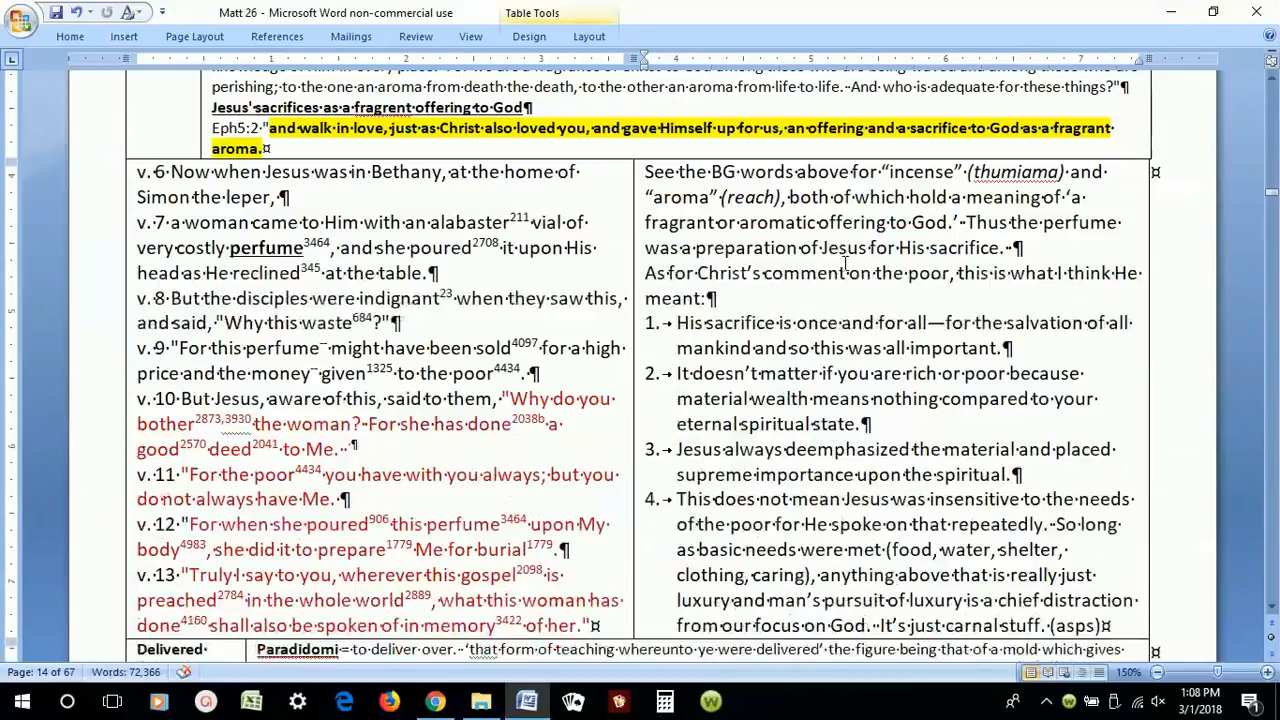 Matt 26 - Microsoft Word non-commercial use
Table Tools
Home Insert Page Layout References Mailings Review View Design Layout
perishing; to the one an aroma from death the death, to the other an aroma from life to life. And who is adequate for these things?"¶
Jesus' sacrifices as a fragrent offering to God¶
Eph5:2 "and walk in love, just as Christ also loved you, and gave Himself up for us, an offering and a sacrifice to God as a fragrant
aroma.¤
v. 6 Now when Jesus was in Bethany, at the home of
Simon the leper, ¶
v. 7 a woman came to Him with an alabaster211 vial of
very costly perfume3464, and she poured2708 it upon His
head as He reclined345 at the table.¶
v. 8 But the disciples were indignant23 when they saw this,
and said, "Why this waste684?"¶
v. 9 "For this perfume-- might have been sold4097 for a high
price and the money-- given1325 to the poor4434. ¶
v. 10 But Jesus, aware of this, said to them, "Why do you
bother2873,3930 the woman? For she has done2038b a
good2570 deed2041 to Me. ¶
v. 11 "For the poor4434 you have with you always; but you
do not always have Me. ¶
v. 12 "For when she poured906 this perfume3464 upon My
body4983, she did it to prepare1779 Me for burial1779.¶
v. 13 "Truly I say to you, wherever this gospel2098 is
preached2784 in the whole world2889, what this woman has
done4160 shall also be spoken of in memory3422 of her."¤
See the BG words above for “incense” (thumiama) and
“aroma” (reach), both of which hold a meaning of ‘a
fragrant or aromatic offering to God.’ Thus the perfume
was a preparation of Jesus for His sacrifice. ¶
As for Christ’s comment on the poor, this is what I think He
meant:¶
1. His sacrifice is once and for all—for the salvation of all
mankind and so this was all important.¶
2. It doesn’t matter if you are rich or poor because
material wealth means nothing compared to your
eternal spiritual state.¶
3. Jesus always deemphasized the material and placed
supreme importance upon the spiritual.¶
4. This does not mean Jesus was insensitive to the needs
of the poor for He spoke on that repeatedly. So long
as basic needs were met (food, water, shelter,
clothing, caring), anything above that is really just
luxury and man’s pursuit of luxury is a chief distraction
from our focus on God. It’s just carnal stuff. (asps)¤
Delivered
Paradidomi = to deliver over. ‘that form of teaching whereunto ye were delivered’ the figure being that of a mold which gives
Page: 14 of 67 Words: 72,366
150%
1:08 PM
3/1/2018